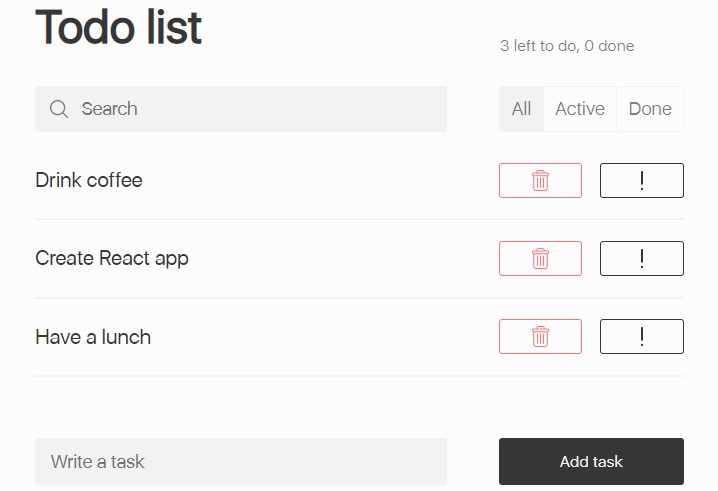 Todo list
3 left to do, 0 done
Search
All Active Done
Drink coffee
!
Create React app
!
Have a lunch
!
Write a task
Add task